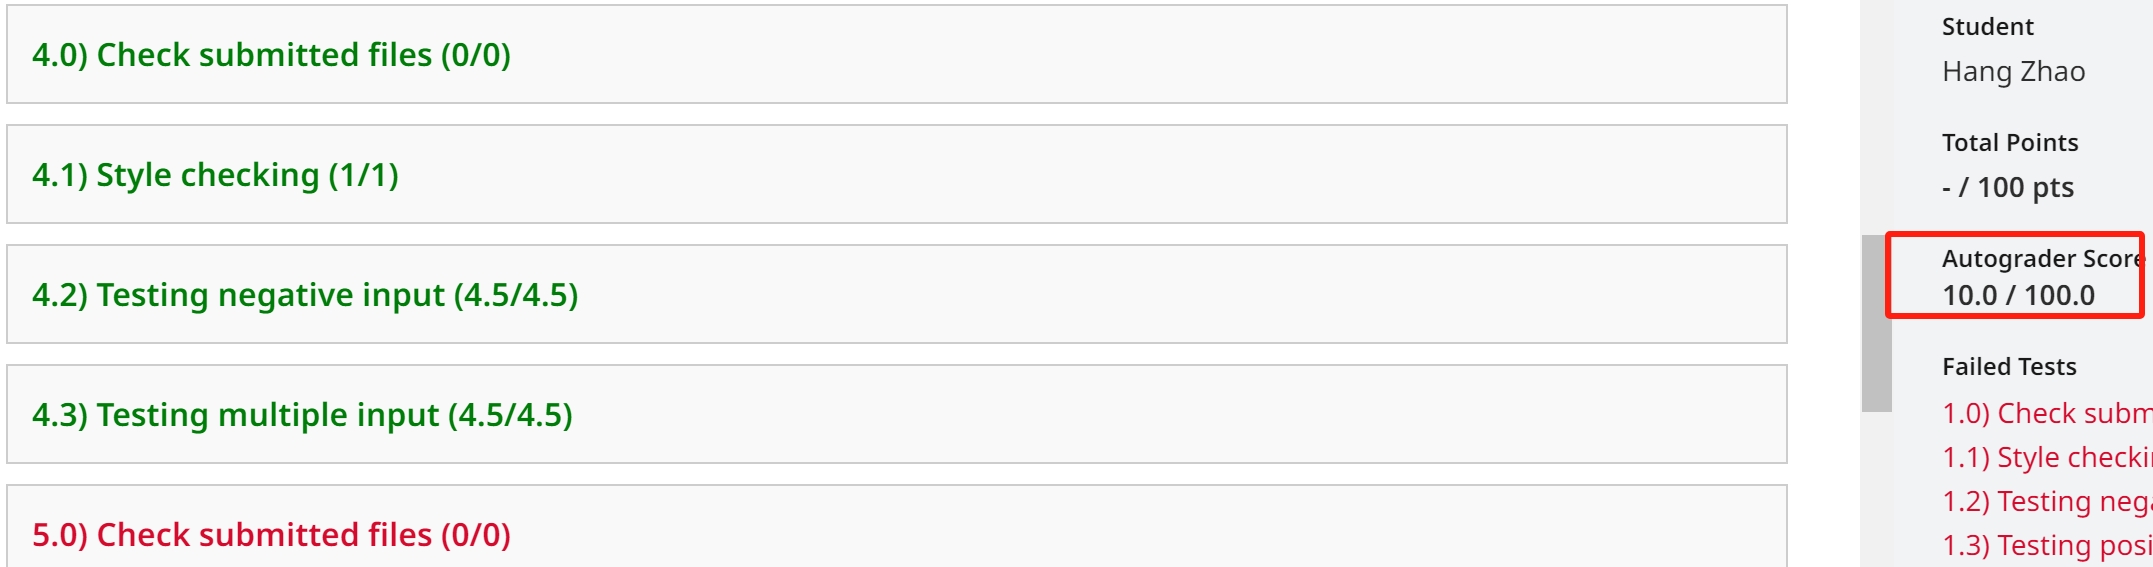 4.0) Check submitted files (0/0)
4.1) Style checking (1/1)
4.2) Testing negative input (4.5/4.5)
4.3) Testing multiple input (4.5/4.5)
5.0) Check submitted files (0/0)
Student
Hang Zhao
Total Points
- / 100 pts
Autograder Score
10.0 / 100.0
Failed Tests
1.0) Check subm
1.1) Style checki
1.2) Testing nega
1.3) Testing posi